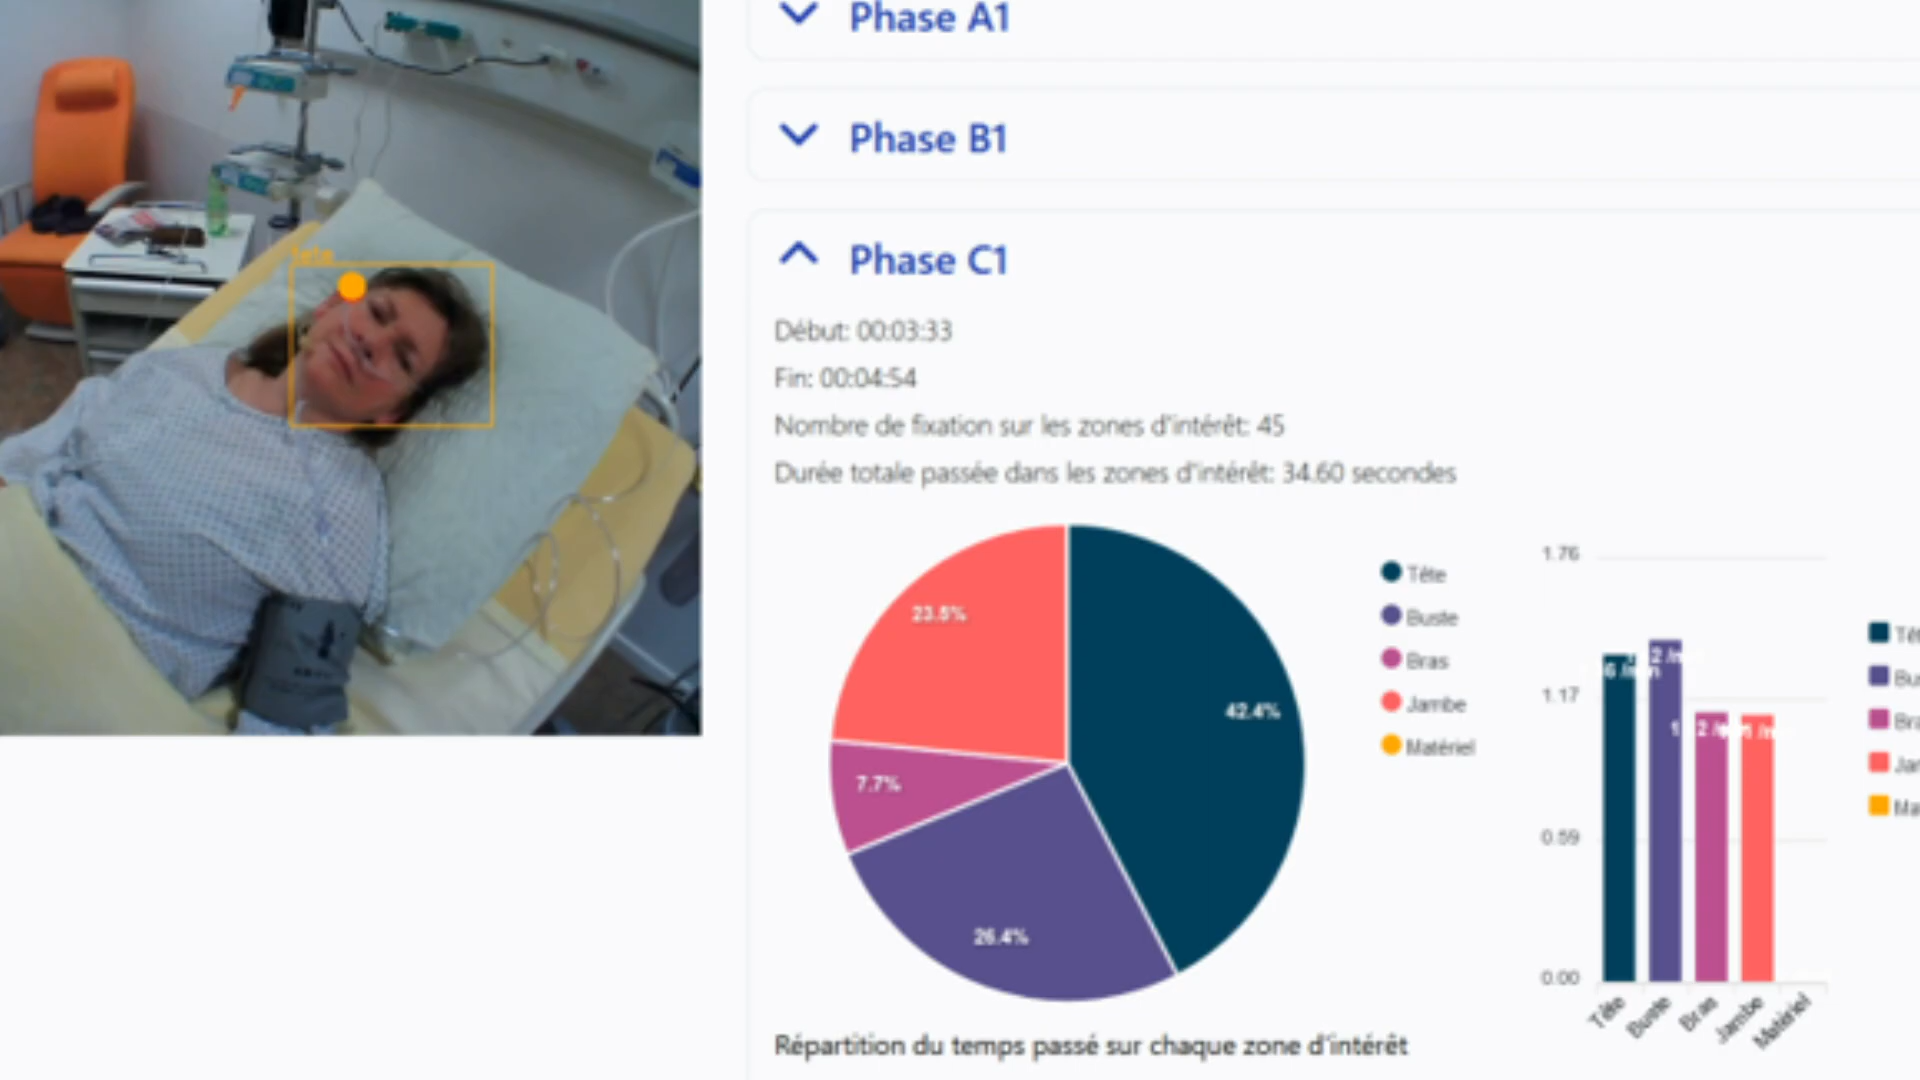 Tete
Phase A1
Phase B1
Phase C1
Début: 00:03:33
Fin: 00:04:54
Nombre de fixation sur les zones d'intérêt: 45
Durée totale passée dans les zones d'intérêt: 34.60 secondes
23.5%
42.4%
7.7%
26.4%
Tête
Buste
Bras
Jambe
Matériel
Répartition du temps passé sur chaque zone d'intérêt
1.76
1.17
0.59
0.00
Tête
Buste
Bras
Jambe
Matériel